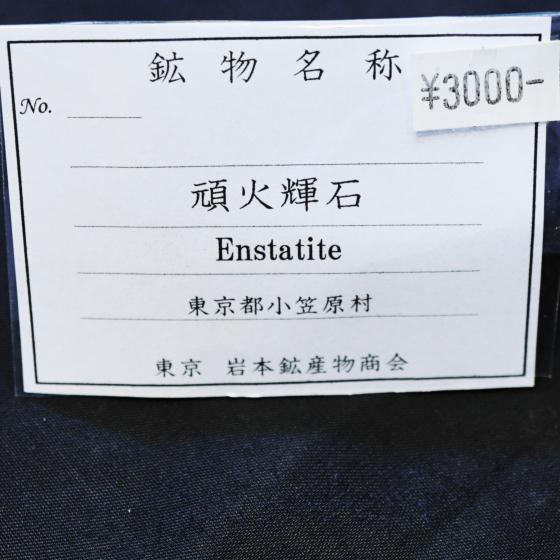 鉱物名称
¥3000-
No.
頑火輝石
Enstatite
東京都小笠原村
東京 岩本鉱産物商会